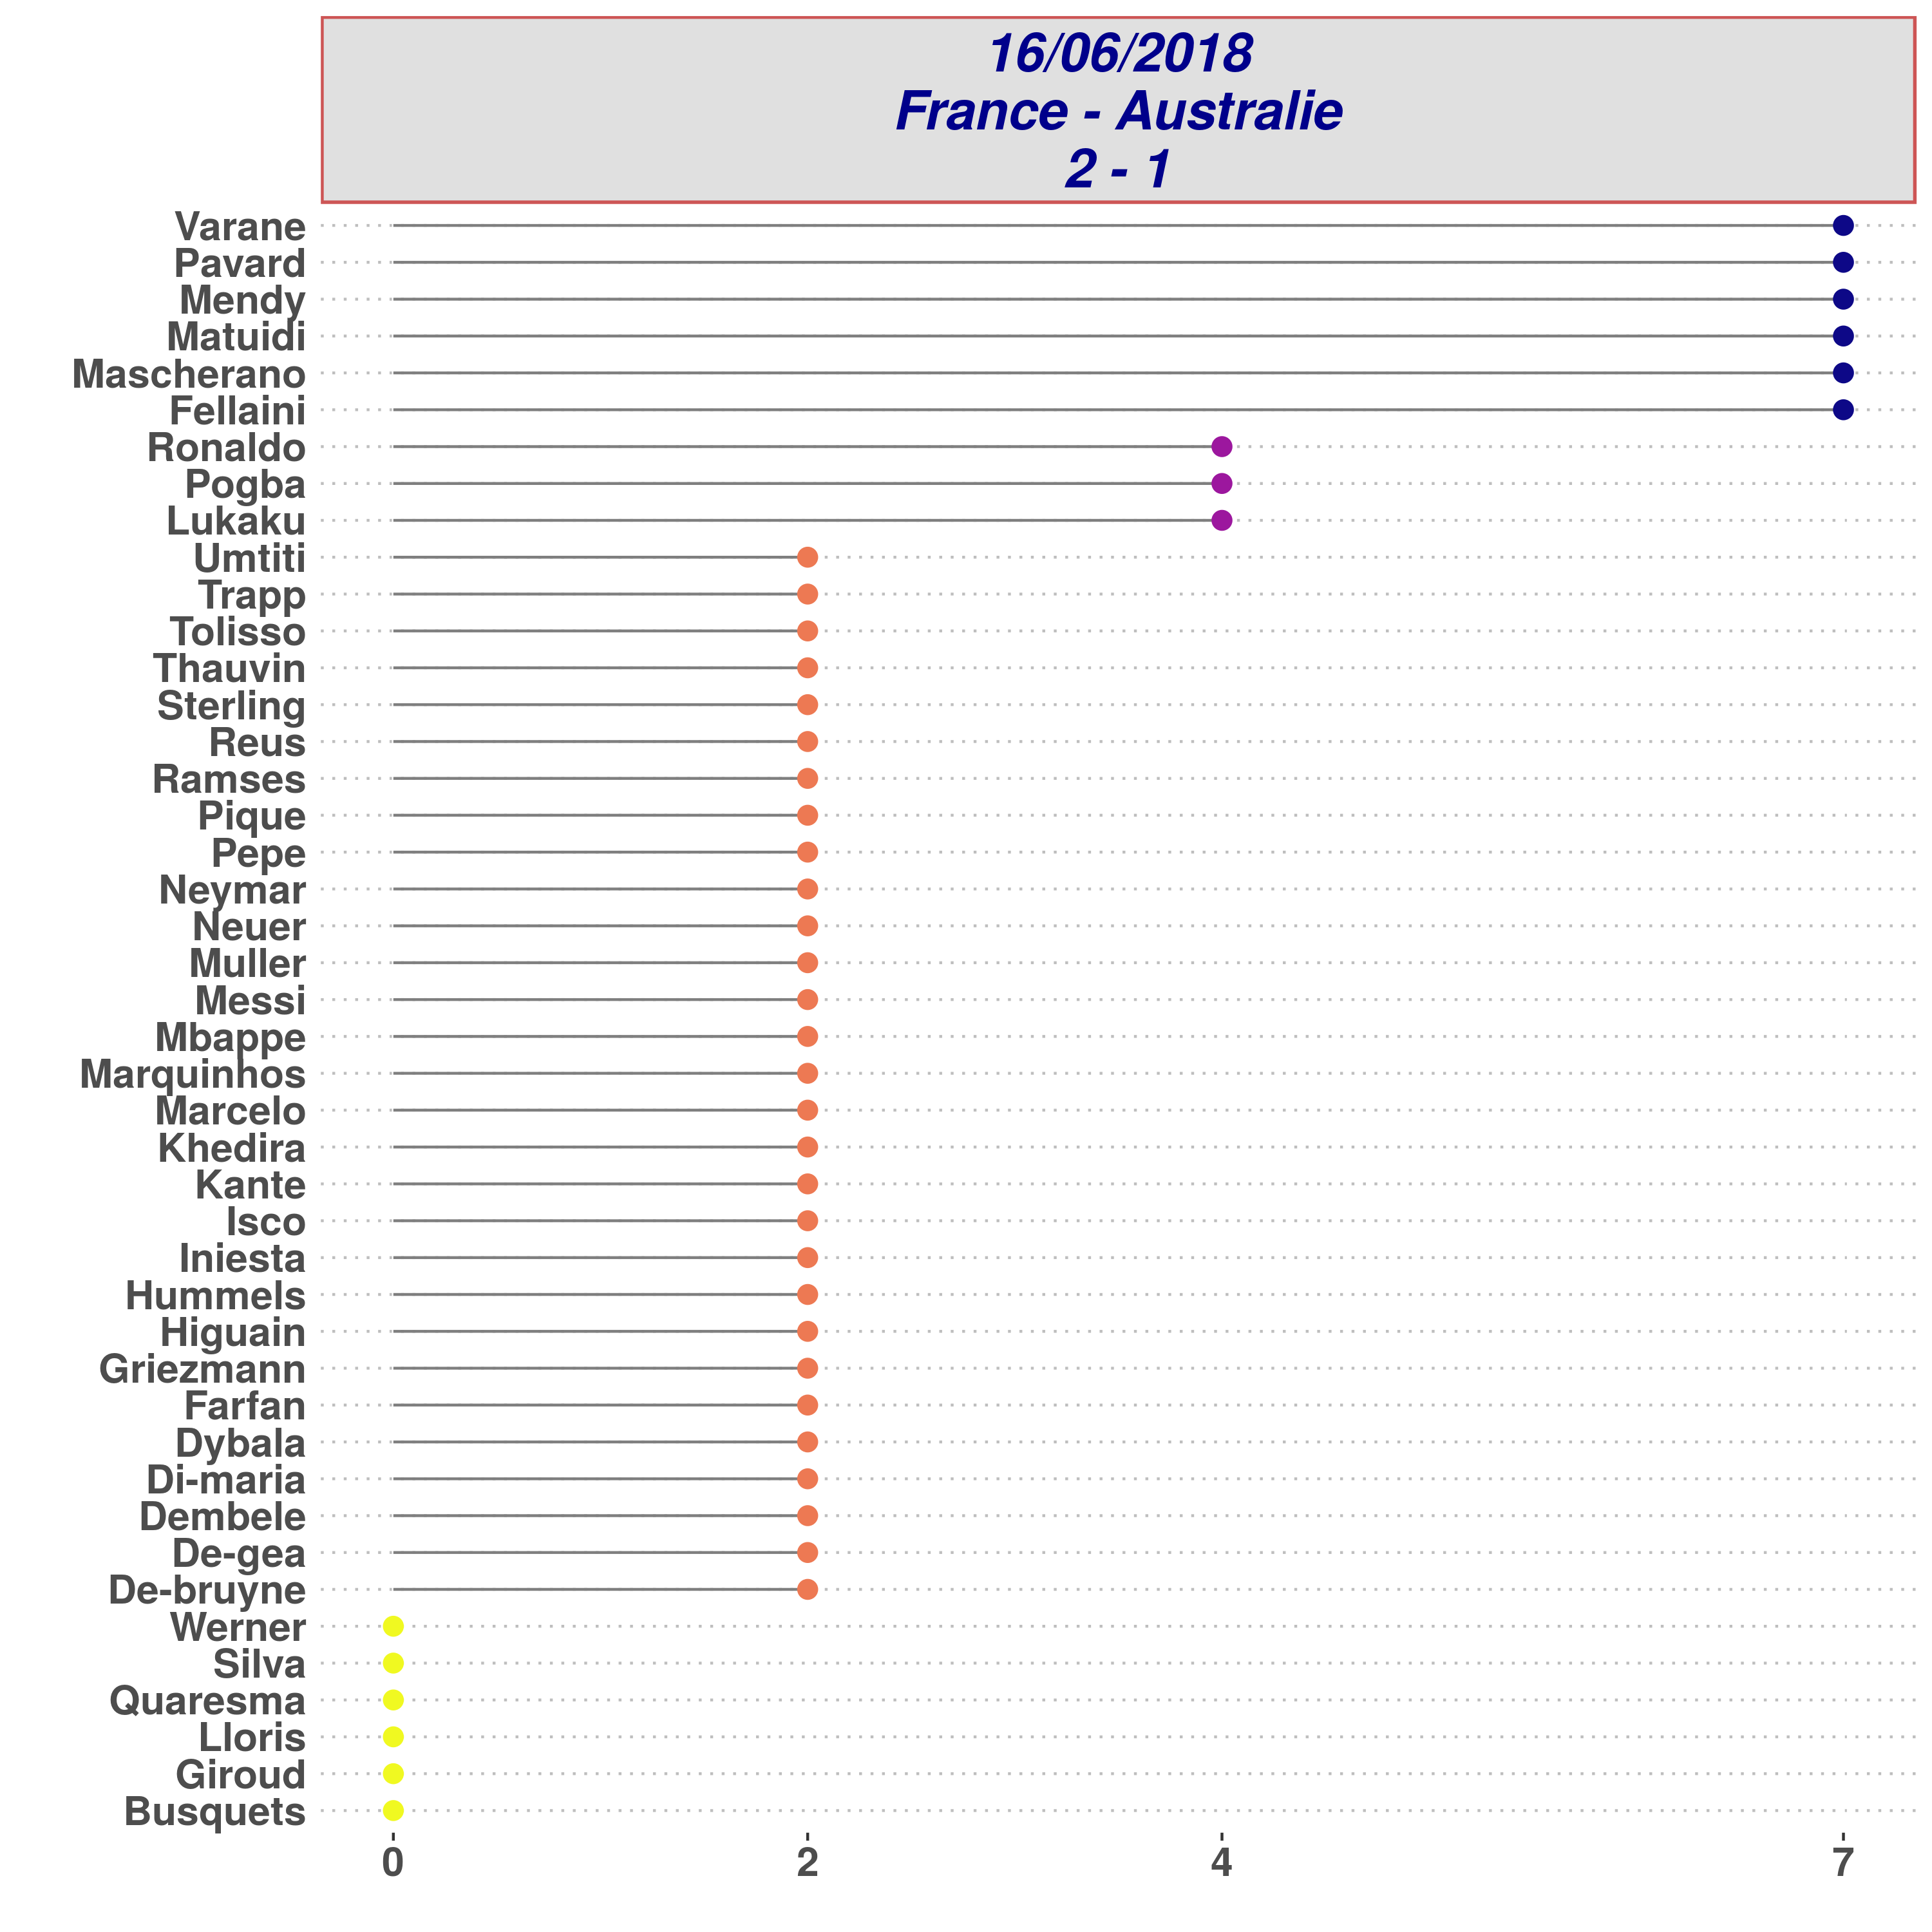 16/06/2018
France - Australie
2 - 1
Varane
Pavard
Mendy
Matuidi
Mascherano
Fellaini
Ronaldo
Pogba
Lukaku
Umtiti
Trapp
Tolisso
Thauvin
Sterling
Reus
Ramses
Pique
Pepe
Neymar
Neuer
Muller
Messi
Mbappe
Marquinhos
Marcelo
Khedira
Kante
Isco
Iniesta
Hummels
Higuain
Griezmann
Farfan
Dybala
Di-maria
Dembele
De-gea
De-bruyne
Werner
Silva
Quaresma
Lloris
Giroud
Busquets
0 2 4 7